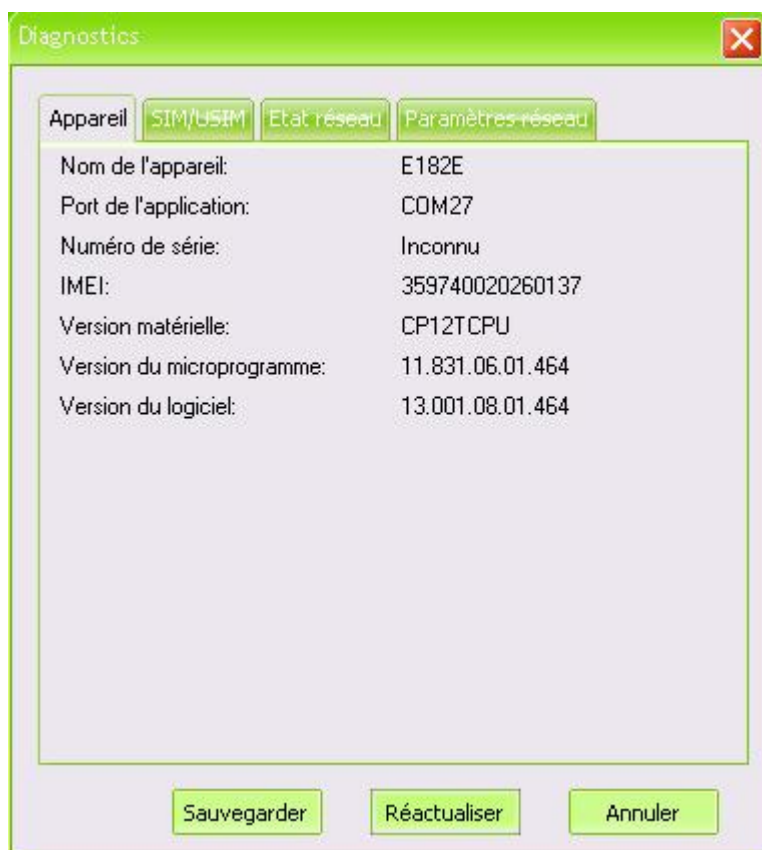 Diagnostics
Appareil SIM/USIM Etat réseau Paramètres réseau
Nom de l'appareil: E182E
Port de l'application: COM27
Numéro de série: Inconnu
IMEI: 359740020260137
Version matérielle: CP12TCPU
Version du microprogramme: 11.831.06.01.464
Version du logiciel: 13.001.08.01.464
Sauvegarder Réactualiser Annuler